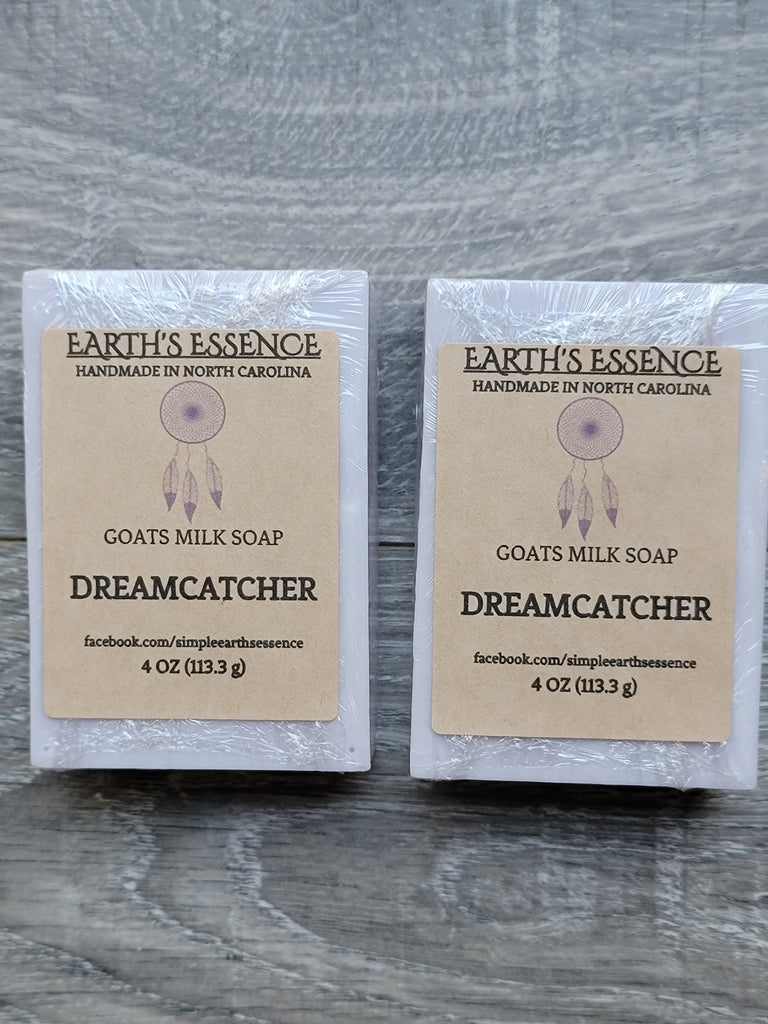 EARTH'S ESSENCE
HANDMADE IN NORTH CAROLINA
GOATS MILK SOAP
DREAMCATCHER
facebook.com/simpleearthsessence
4 OZ (113.3 g)
EARTH'S ESSENCE
HANDMADE IN NORTH CAROLINA
GOATS MILK SOAP
DREAMCATCHER
facebook.com/simpleearthsessence
4 OZ (113.3 g)